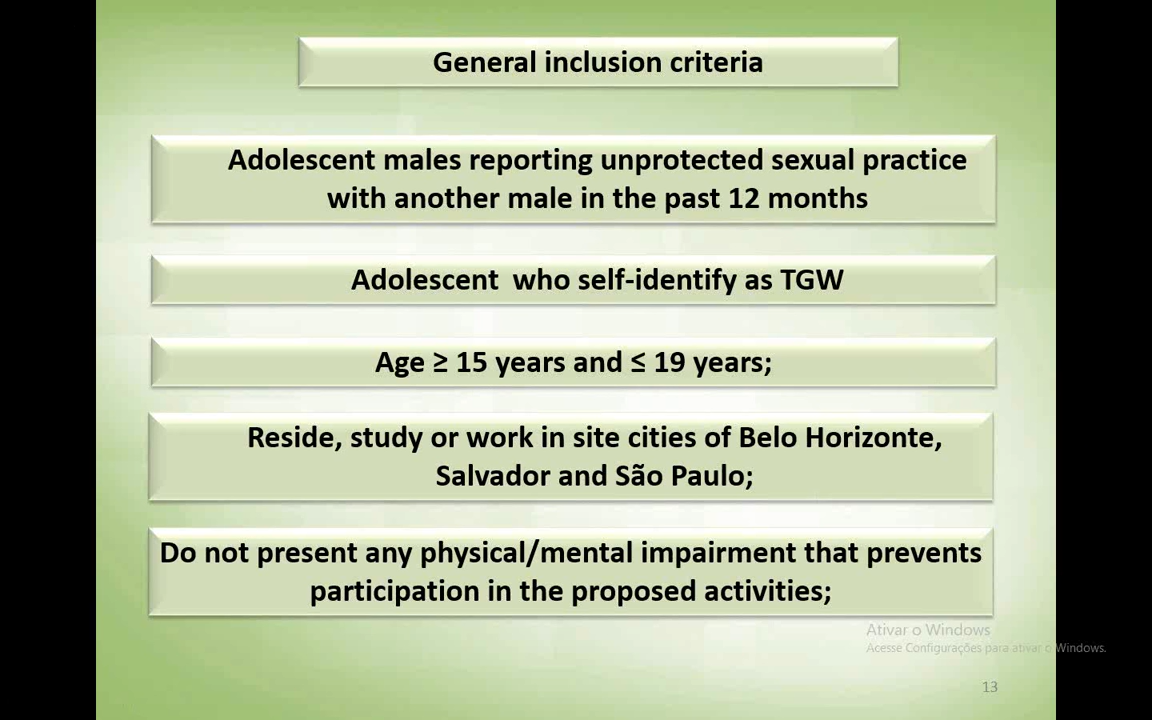 General inclusion criteria
Adolescent males reporting unprotected sexual practice
with another male in the past 12 months
Adolescent  who self-identify as TGW
Age ≥ 15 years and ≤ 19 years;
Reside, study or work in site cities of Belo Horizonte,
Salvador and São Paulo;
Do not present any physical/mental impairment that prevents
participation in the proposed activities;
Ativar o Windows
Acesse Configurações para ativar o Windows.
13